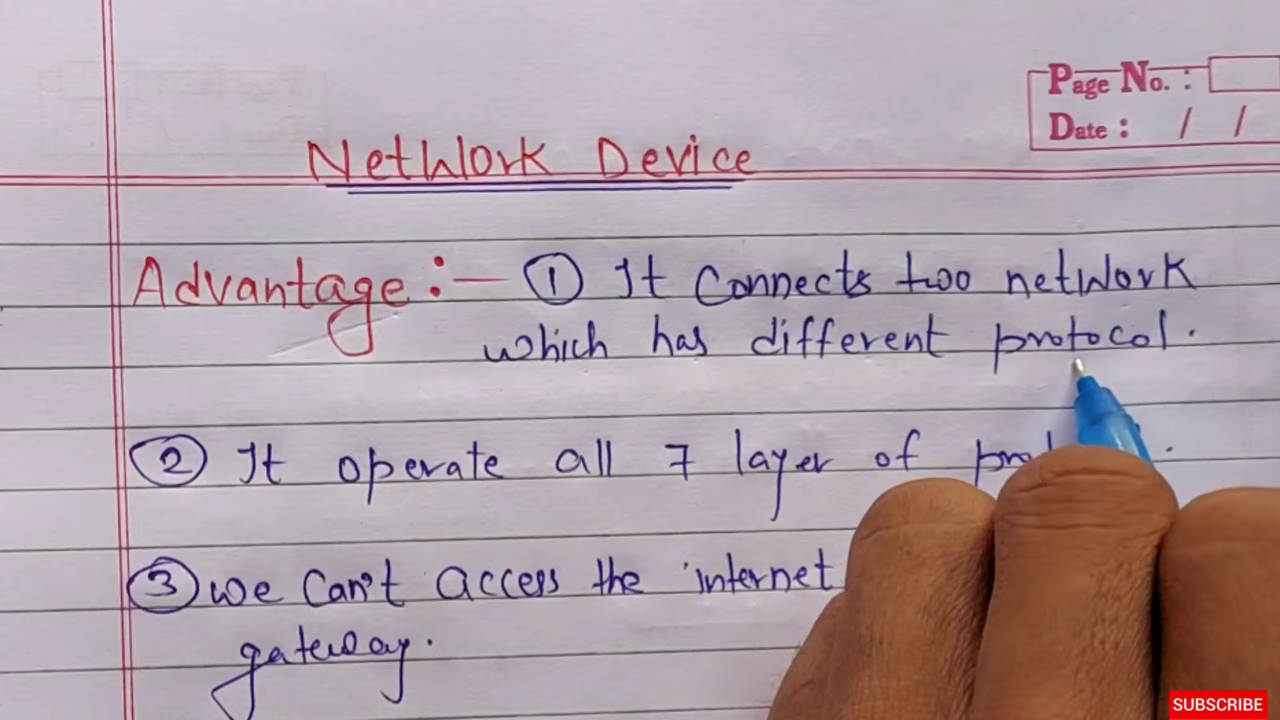 Page No. :
Date : / /
Network Device
Advantage :- ① It connects two network
which has different protocol.
② It operate all 7 layer of
③ we can't access the internet
gateway.
SUBSCRIBE